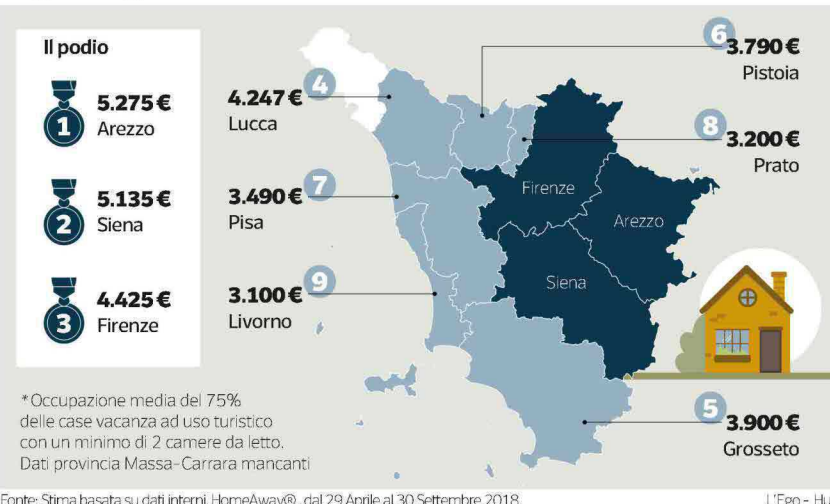 Il podio
1
5.275 €
Arezzo
2
5.135 €
Siena
3
4.425 €
Firenze
4.247 €
4
Lucca
3.490 €
7
Pisa
3.100 €
9
Livorno
6
3.790 €
Pistoia
8
3.200 €
Prato
Firenze
Arezzo
Siena
5
3.900 €
Grosseto
*Occupazione media del 75%
delle case vacanza ad uso turistico
con un minimo di 2 camere da letto.
Dati provincia Massa-Carrara mancanti
Fonte: Stima basata su dati interni, HomeAway®, dal 29 Aprile al 30 Settembre 2018
L'Ego - Hu